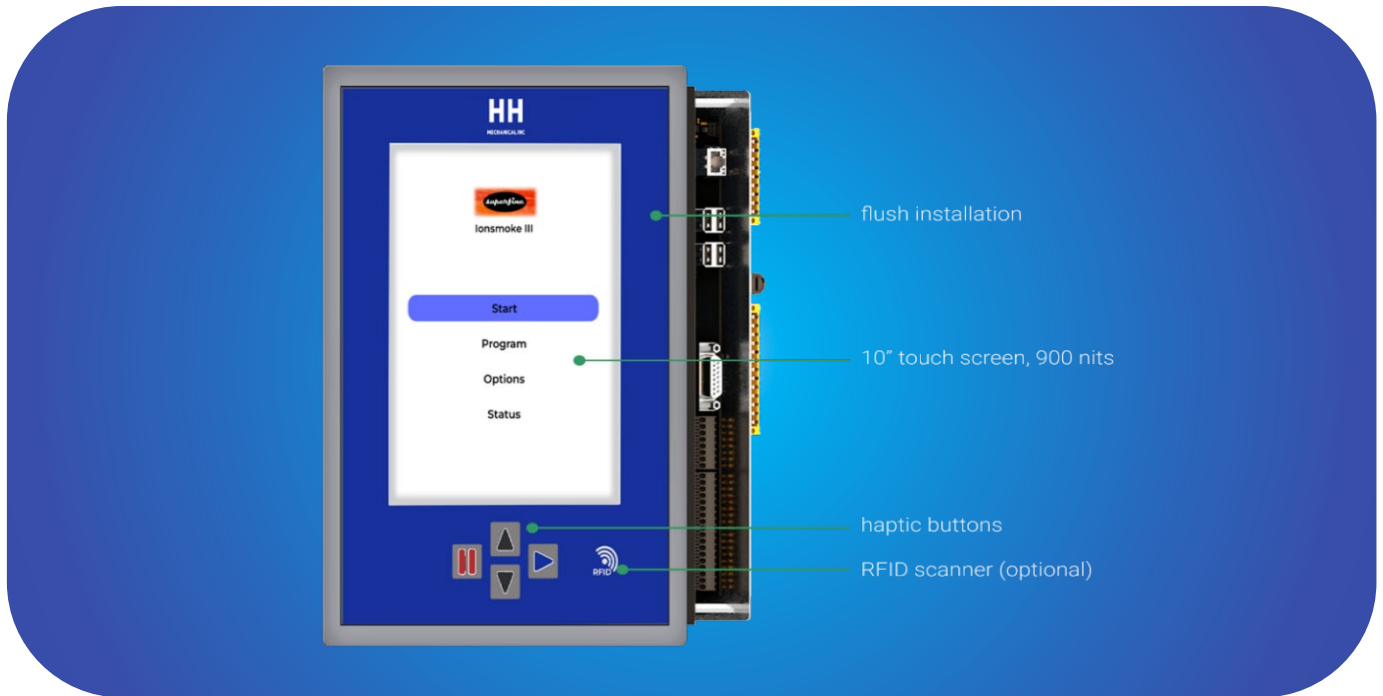 HH
MECHANICAL INC
superfine
Ionsmoke III
Start
Program
Options
Status
RFID
flush installation
10” touch screen, 900 nits
haptic buttons
RFID scanner (optional)